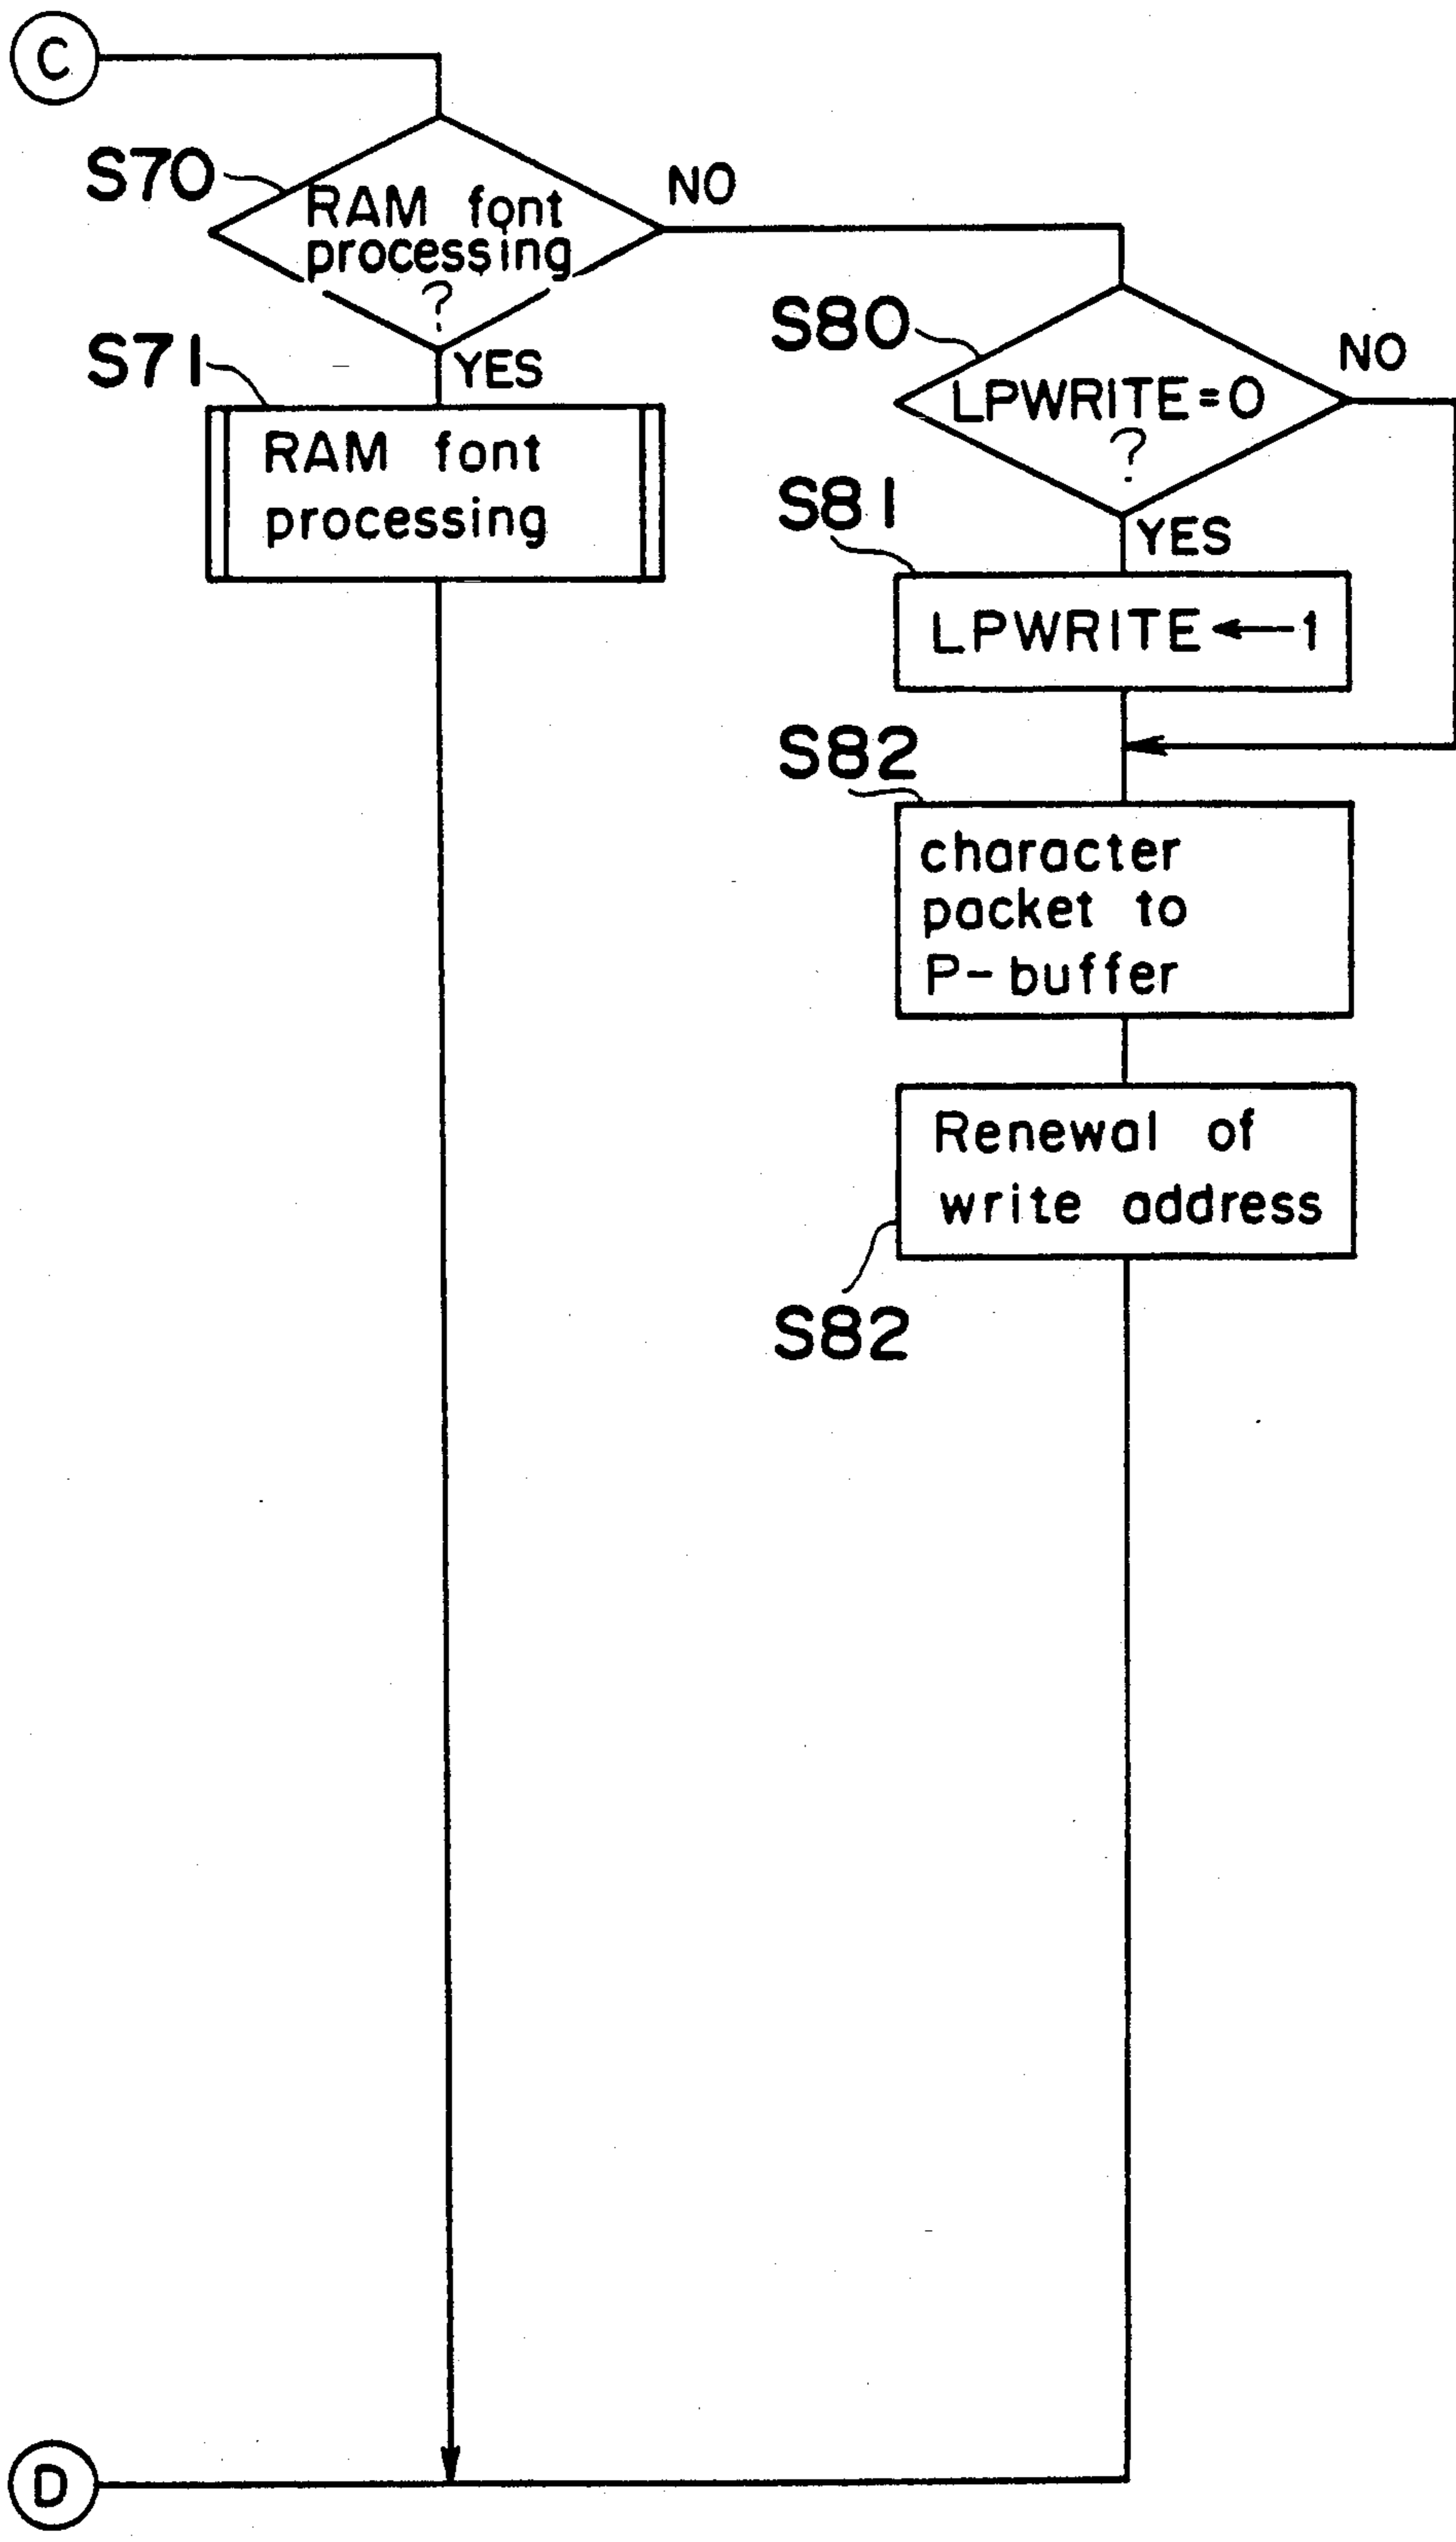 C
S70
RAM font
processing
?
NO
YES
S71
RAM font
processing
S80
LPWRITE=0
?
NO
YES
S81
LPWRITE←1
S82
character
packet to
P-buffer
Renewal of
write address
S82
D